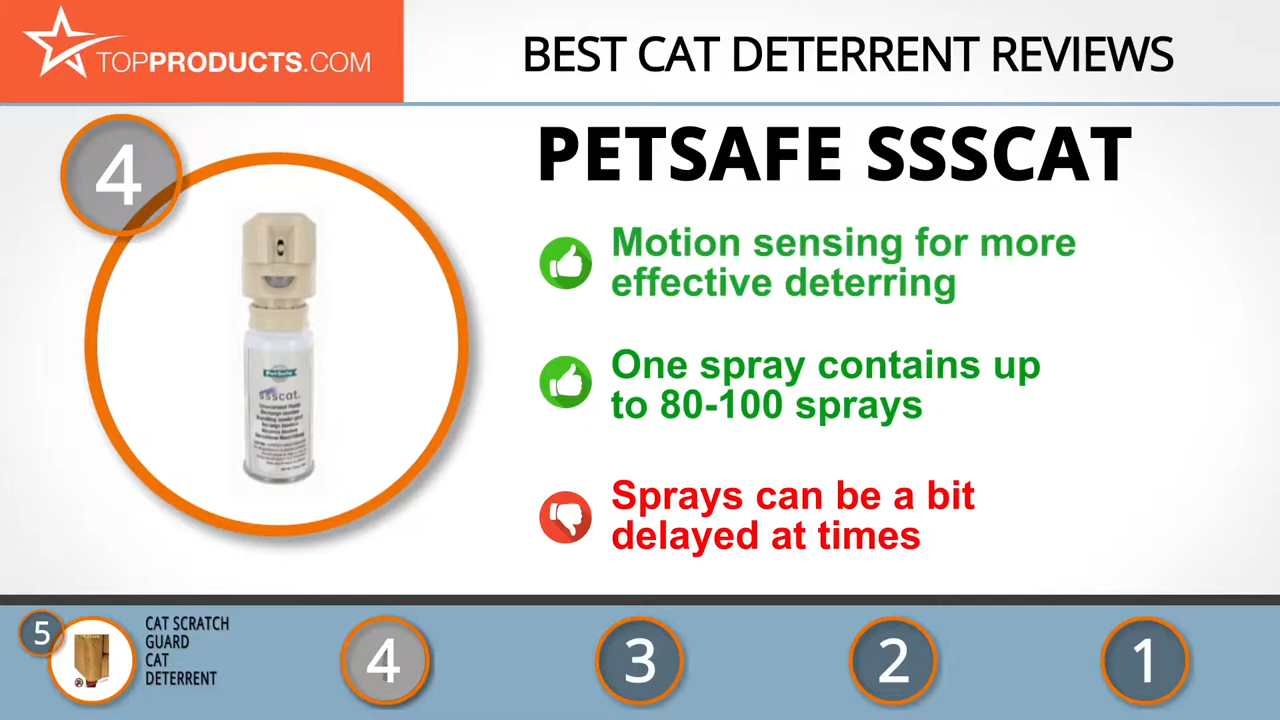 TOPPRODUCTS.COM
BEST CAT DETERRENT REVIEWS
4
PETSAFE SSSCAT
Motion sensing for more
effective deterring
One spray contains up
to 80-100 sprays
Sprays can be a bit
delayed at times
PetSafe
ssscat.
5
CAT SCRATCH
GUARD
CAT
DETERRENT
4
3
2
1